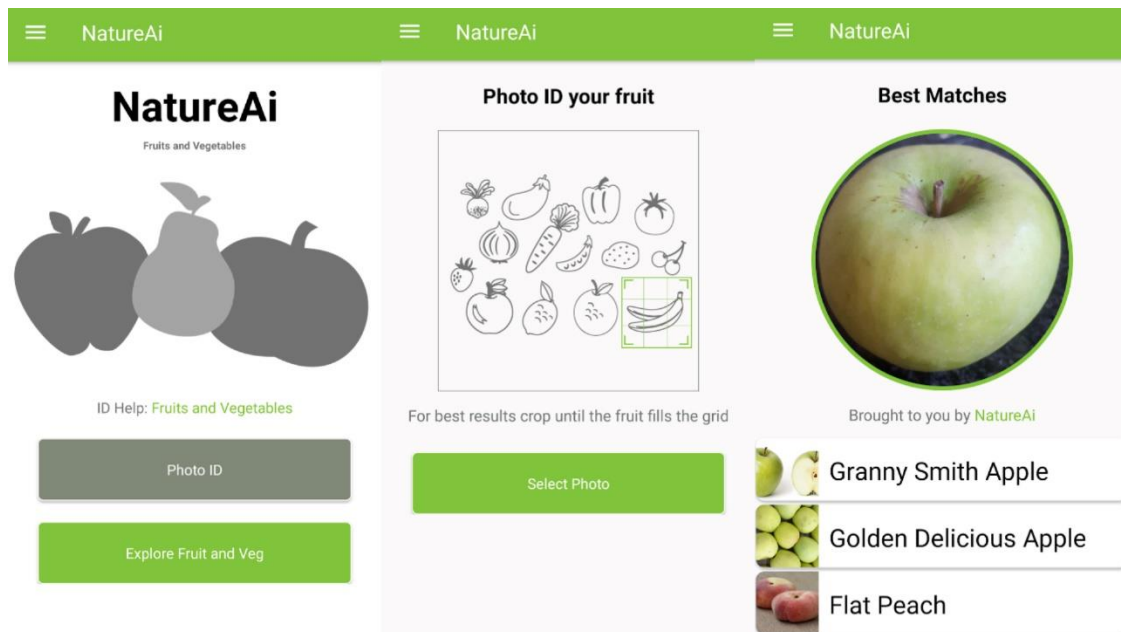 NatureAi
NatureAi
Fruits and Vegetables
ID Help: Fruits and Vegetables
Photo ID
Explore Fruit and Veg
NatureAi
Photo ID your fruit
For best results crop until the fruit fills the grid
Select Photo
NatureAi
Best Matches
Brought to you by NatureAi
Granny Smith Apple
Golden Delicious Apple
Flat Peach